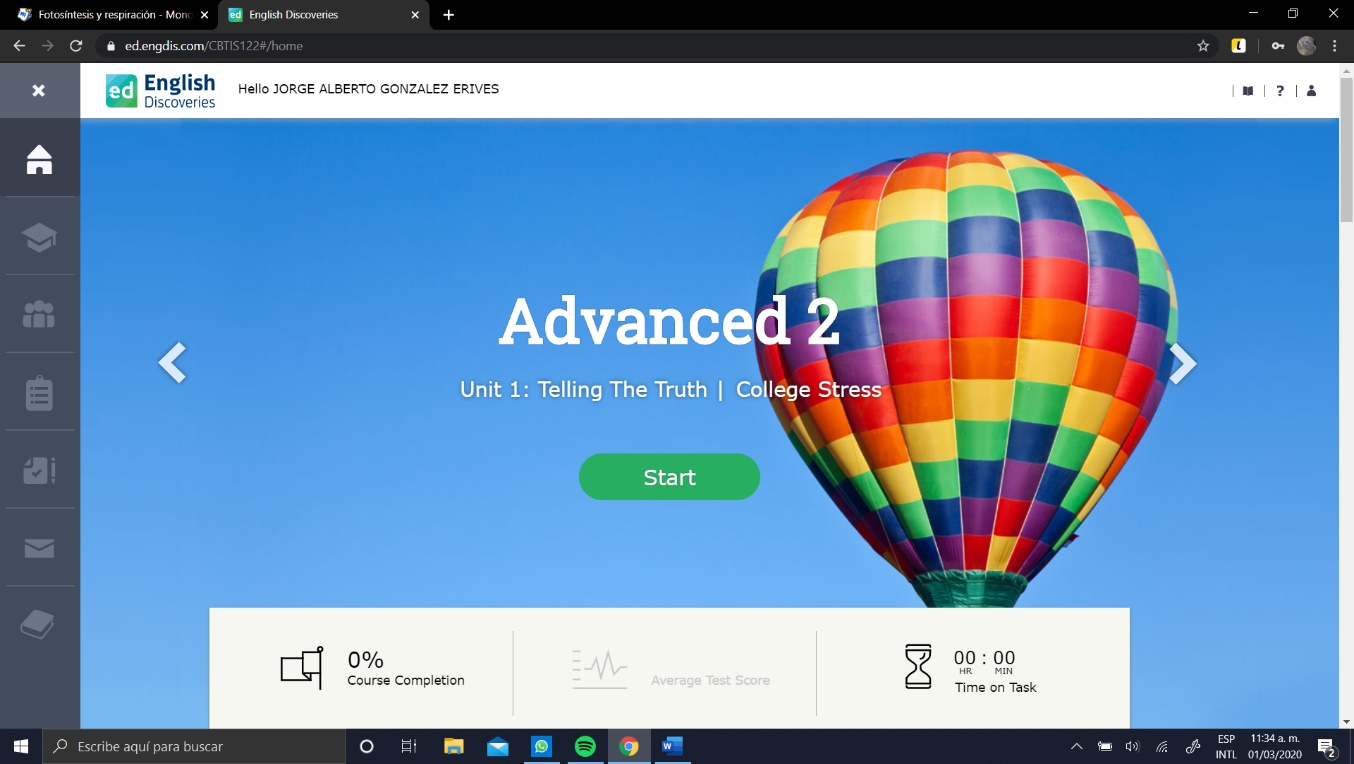 Fotosíntesis y respiración - Mono
English Discoveries
ed.engdis.com/CBTIS122#/home
ed English Discoveries
Hello JORGE ALBERTO GONZALEZ ERIVES
Advanced 2
Unit 1: Telling The Truth | College Stress
Start
0%
Course Completion
Average Test Score
00 : 00
HR MIN
Time on Task
Escribe aquí para buscar
ESP
INTL
11:34 a. m.
01/03/2020
2